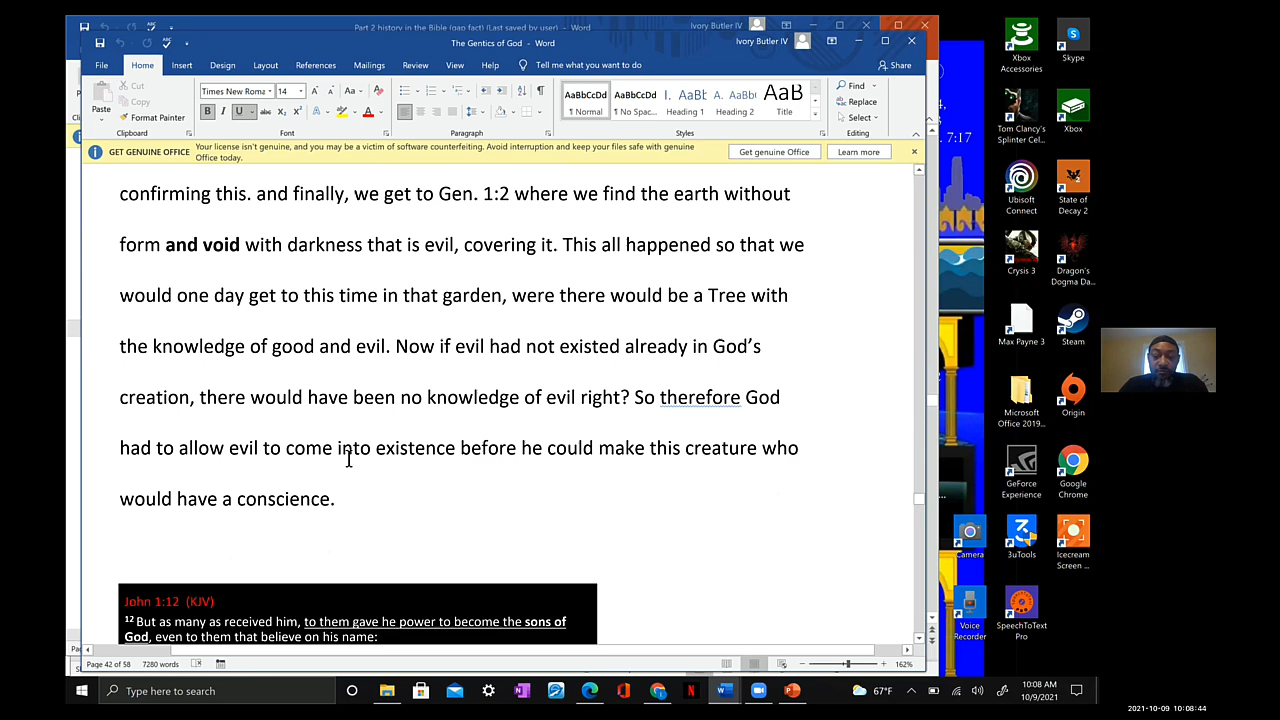 Part 2 history in the Bible (gap fact) (Last saved by user) - Word
Ivory Butler IV
The Gentics of God - Word
Ivory Butler IV
File Home Insert Design Layout References Mailings Review View Help Tell me what you want to do Share
Paste
Cut
Copy
Format Painter
Clipboard
Times New Roma 14
Font
Paragraph
AaBbCcDd AaBbCcDd AaBbC AaBbC AaB
¶ Normal ¶ No Spac... Heading 1 Heading 2 Title
Styles
Find
Replace
Select
Editing
GET GENUINE OFFICE Your license isn't genuine, and you may be a victim of software counterfeiting. Avoid interruption and keep your files safe with genuine
Office today.
Get genuine Office Learn more
confirming this. and finally, we get to Gen. 1:2 where we find the earth without
form and void with darkness that is evil, covering it. This all happened so that we
would one day get to this time in that garden, were there would be a Tree with
the knowledge of good and evil. Now if evil had not existed already in God's
creation, there would have been no knowledge of evil right? So therefore God
had to allow evil to come into existence before he could make this creature who
would have a conscience.
John 1:12 (KJV)
12 But as many as received him, to them gave he power to become the sons of
God, even to them that believe on his name:
Page 42 of 58 7280 words
162%
4,
. 7:17
Xbox
Accessories
Skype
Tom Clancy's
Splinter Cel...
Xbox
Ubisoft
Connect
State of
Decay 2
Crysis 3
Dragon's
Dogma Da...
Max Payne 3
Steam
Microsoft
Office 2019...
Origin
GeForce
Experience
Google
Chrome
Camera
3uTools
Icecream
Screen ...
Voice
Recorder
SpeechToText
Pro
Type here to search
67°F
10:08 AM
10/9/2021
2021-10-09 10:08:44